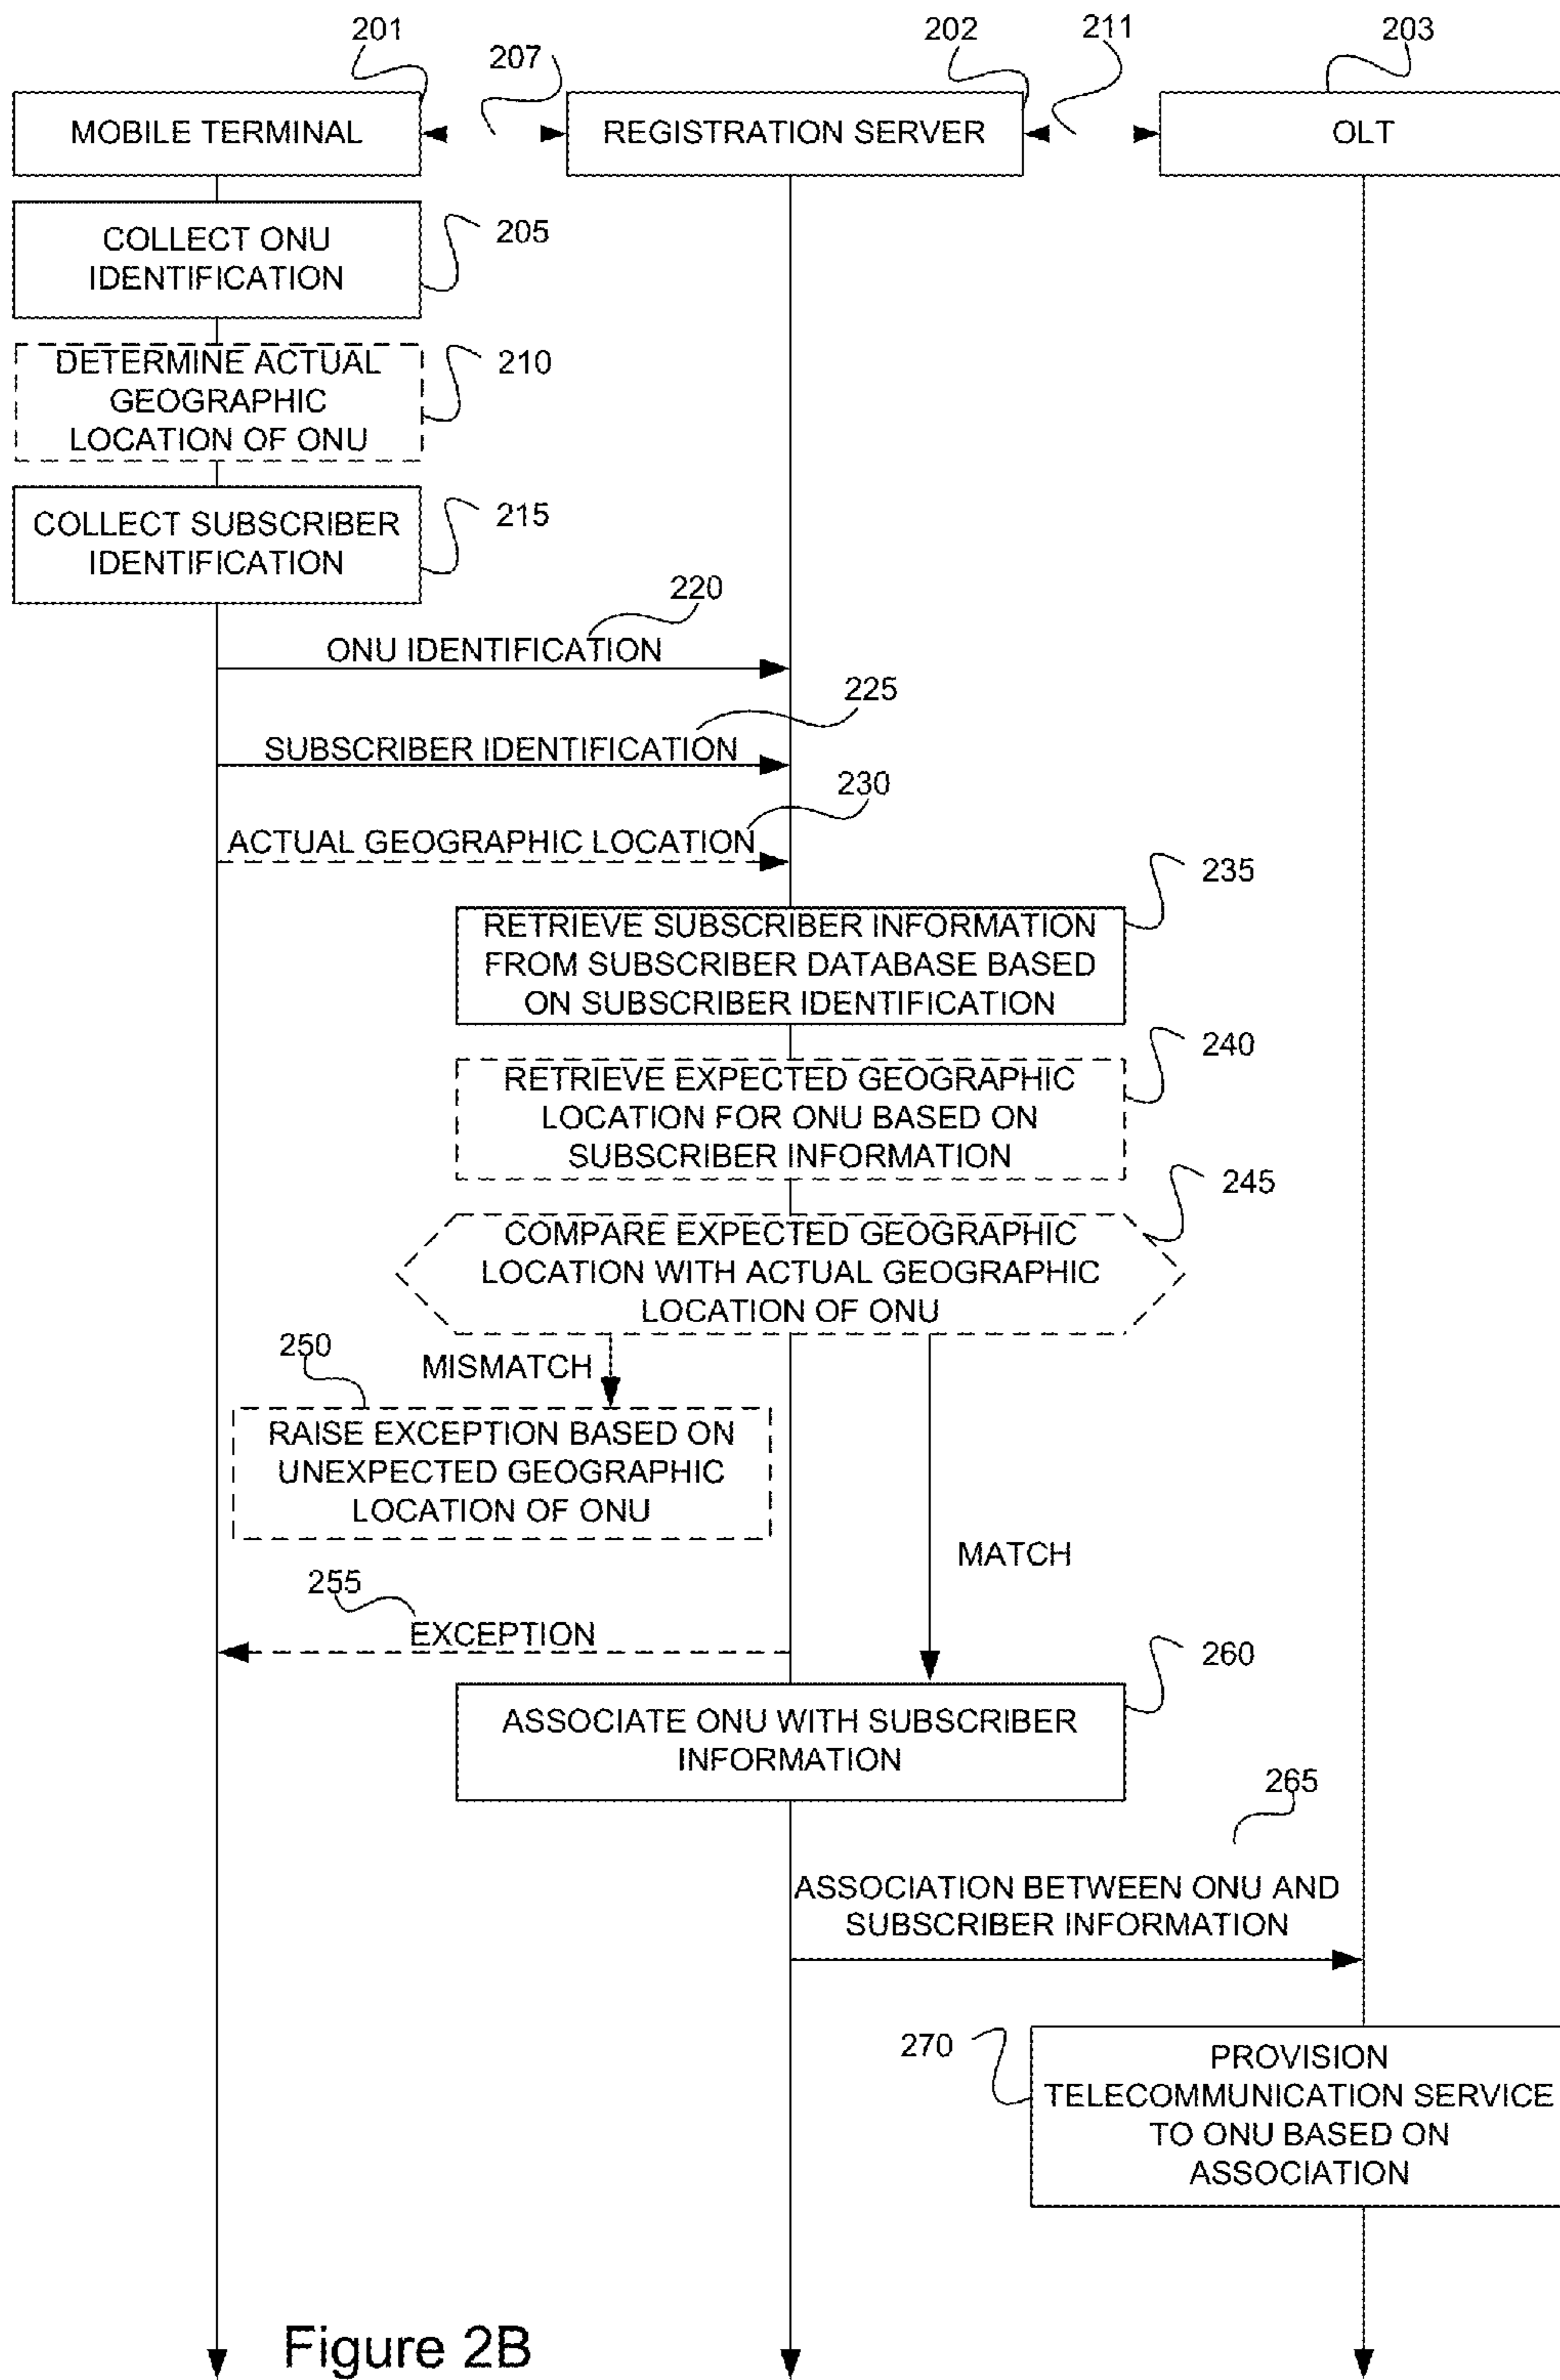 201
207
202
211
203
MOBILE TERMINAL
REGISTRATION SERVER
OLT
COLLECT ONU
IDENTIFICATION
205
DETERMINE ACTUAL
GEOGRAPHIC
LOCATION OF ONU
210
COLLECT SUBSCRIBER
IDENTIFICATION
215
220
ONU IDENTIFICATION
225
SUBSCRIBER IDENTIFICATION
230
ACTUAL GEOGRAPHIC LOCATION
235
RETRIEVE SUBSCRIBER INFORMATION
FROM SUBSCRIBER DATABASE BASED
ON SUBSCRIBER IDENTIFICATION
240
RETRIEVE EXPECTED GEOGRAPHIC
LOCATION FOR ONU BASED ON
SUBSCRIBER INFORMATION
245
COMPARE EXPECTED GEOGRAPHIC
LOCATION WITH ACTUAL GEOGRAPHIC
LOCATION OF ONU
250
MISMATCH
RAISE EXCEPTION BASED ON
UNEXPECTED GEOGRAPHIC
LOCATION OF ONU
MATCH
255
EXCEPTION
260
ASSOCIATE ONU WITH SUBSCRIBER
INFORMATION
265
ASSOCIATION BETWEEN ONU AND
SUBSCRIBER INFORMATION
270
PROVISION
TELECOMMUNICATION SERVICE
TO ONU BASED ON
ASSOCIATION
Figure 2B